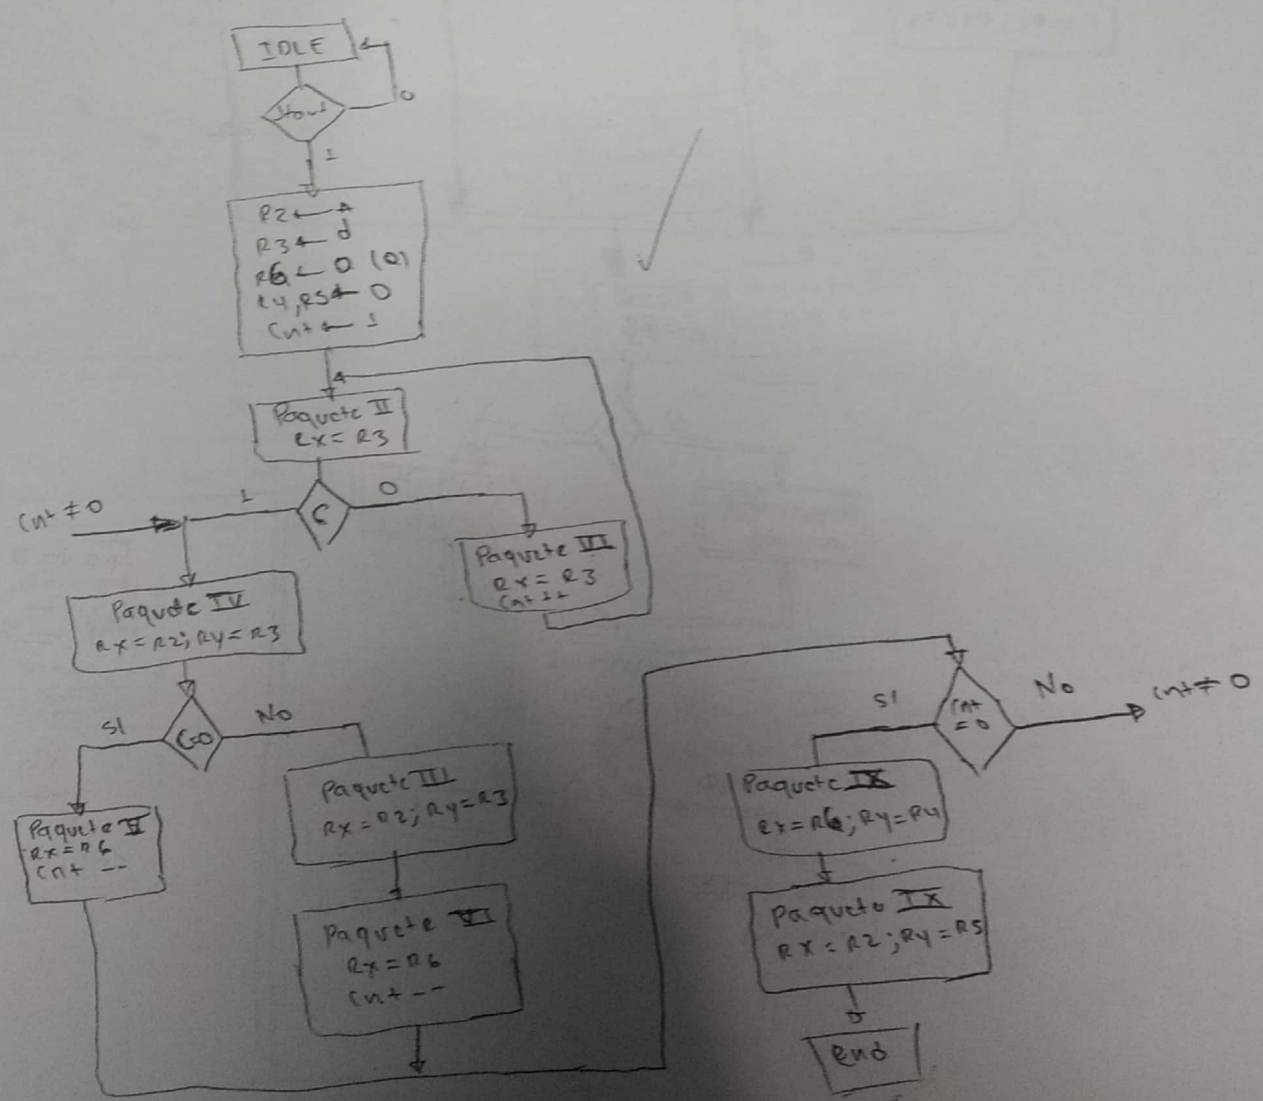 IDLE
Start
0
1
R2 ← A
R3 ← d
R6 ← Q (0)
R4, R5 ← 0
Cnt ← 1
Paquete II
Rx = R3
C
1
0
Cnt ≠ 0
Paquete VII
Rx = R3
Cnt ++
Paquete IV
Rx = R2; Ry = R3
C=0
SI
No
Paquete III
Rx = R2; Ry = R3
Paquete
Rx = R6
Cnt --
Paquete VI
Rx = R6
Cnt --
Cnt
= 0
SI
No
Cnt ≠ 0
Paquete IX
Rx = R6; Ry = R4
Paquete IX
Rx = R2; Ry = R5
End